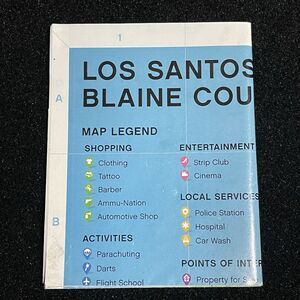 1
LOS SANTOS
A
BLAINE COU
MAP LEGEND
SHOPPING
Clothing
Tattoo
Barber
Ammu-Nation
Automotive Shop
ENTERTAINMENT
Strip Club
Cinema
LOCAL SERVICES
Police Station
Hospital
Car Wash
B
ACTIVITIES
Parachuting
Darts
Flight School
POINTS OF INTER
Property for Sa